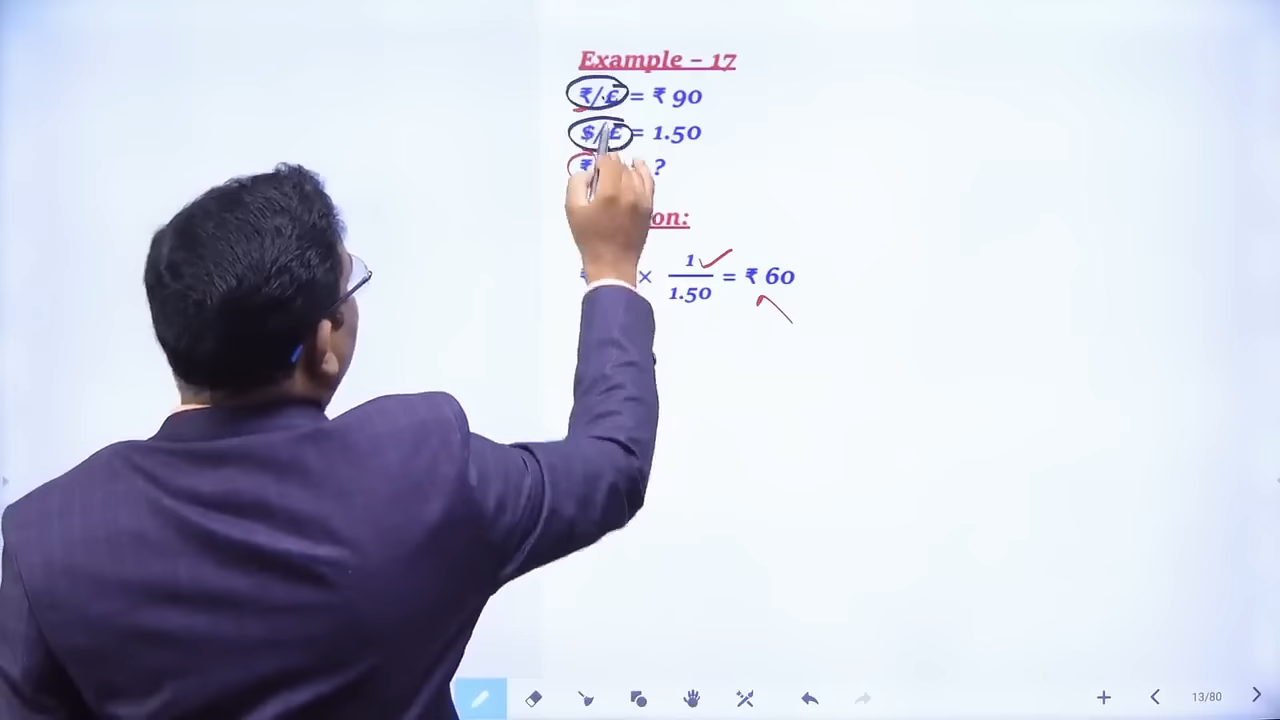 Example – 17
₹/£ = ₹ 90
$/£ = 1.50
₹ ?
on:
× 1/1.50 = ₹ 60
13/80